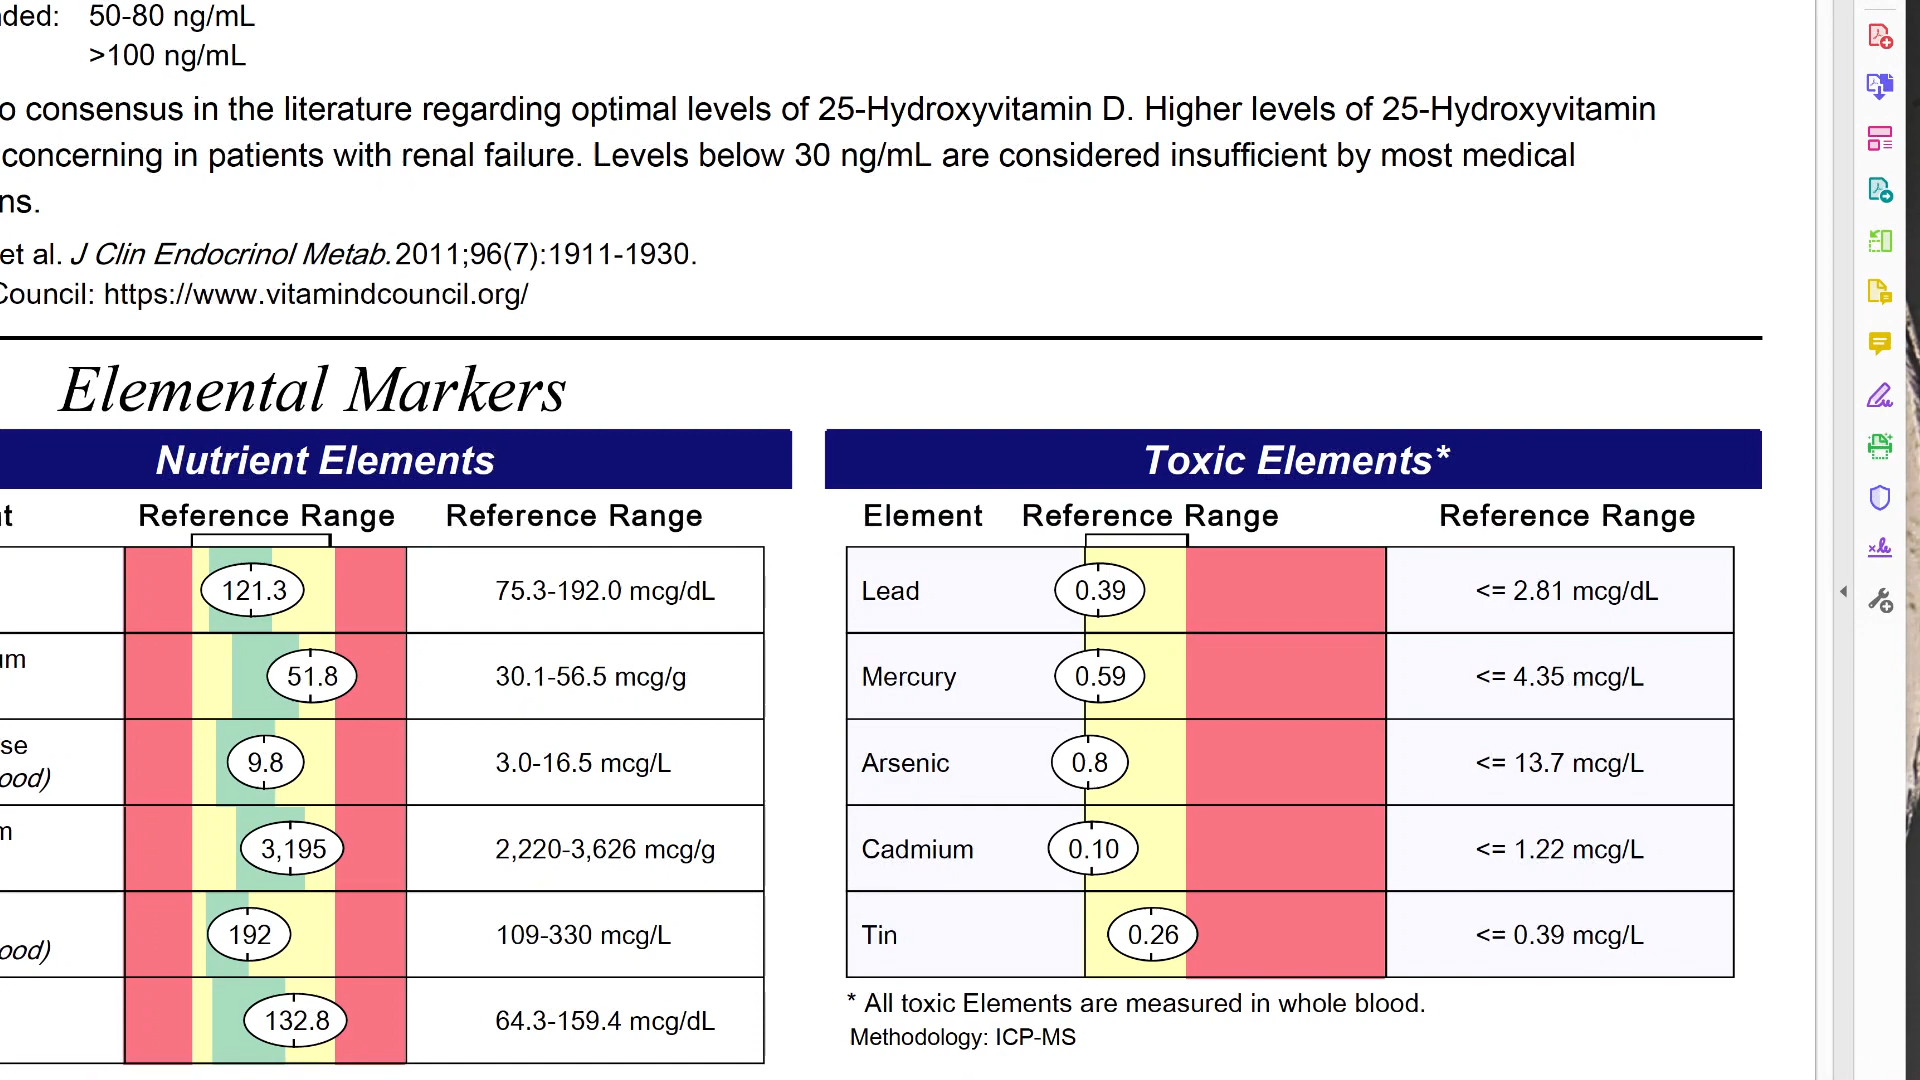 ded: 50-80 ng/mL
>100 ng/mL
o consensus in the literature regarding optimal levels of 25-Hydroxyvitamin D. Higher levels of 25-Hydroxyvitamin
concerning in patients with renal failure. Levels below 30 ng/mL are considered insufficient by most medical
ns.
et al. J Clin Endocrinol Metab. 2011;96(7):1911-1930.
Council: https://www.vitamindcouncil.org/
Elemental Markers
Nutrient Elements
t Reference Range Reference Range
121.3 75.3-192.0 mcg/dL
um 51.8 30.1-56.5 mcg/g
se
ood) 9.8 3.0-16.5 mcg/L
m 3,195 2,220-3,626 mcg/g
ood) 192 109-330 mcg/L
132.8 64.3-159.4 mcg/dL
Toxic Elements*
Element Reference Range Reference Range
Lead 0.39 <= 2.81 mcg/dL
Mercury 0.59 <= 4.35 mcg/L
Arsenic 0.8 <= 13.7 mcg/L
Cadmium 0.10 <= 1.22 mcg/L
Tin 0.26 <= 0.39 mcg/L
* All toxic Elements are measured in whole blood.
Methodology: ICP-MS